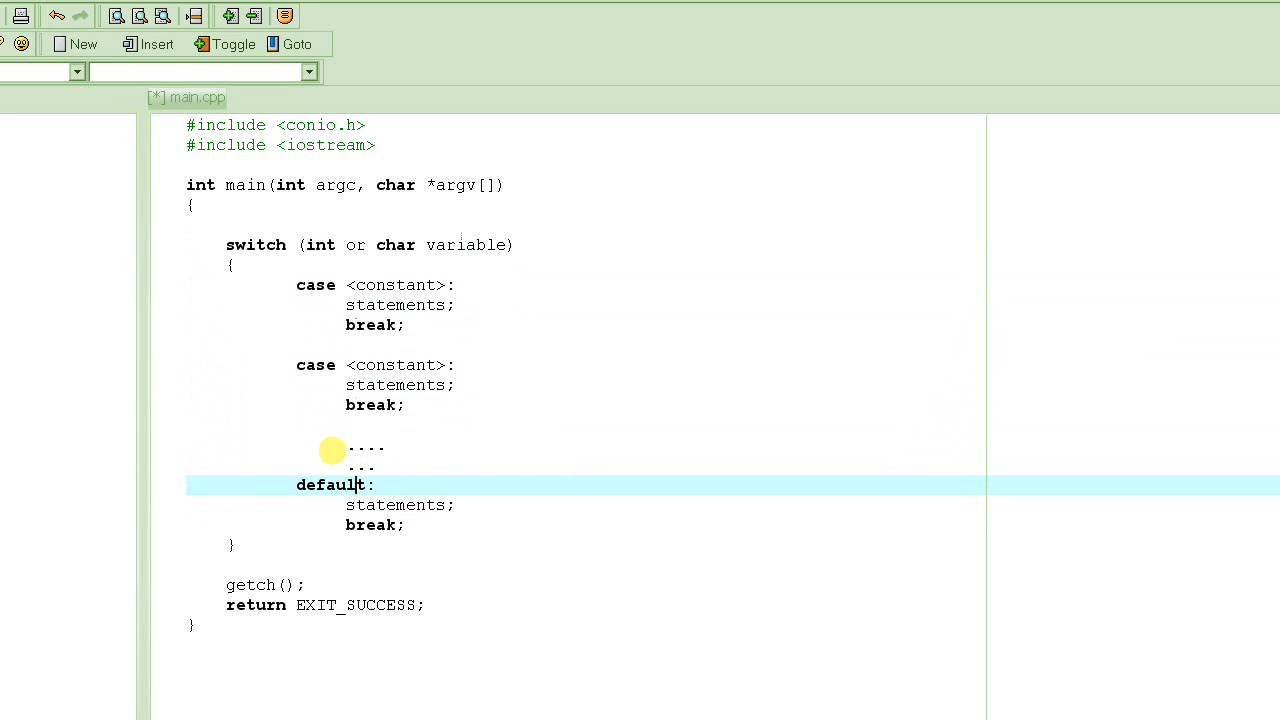 New Insert Toggle Goto
[*] main.cpp
#include <conio.h>
#include <iostream>
int main(int argc, char *argv[])
{
switch (int or char variable)
{
case <constant>:
statements;
break;
case <constant>:
statements;
break;
....
...
default:
statements;
break;
}
getch();
return EXIT_SUCCESS;
}